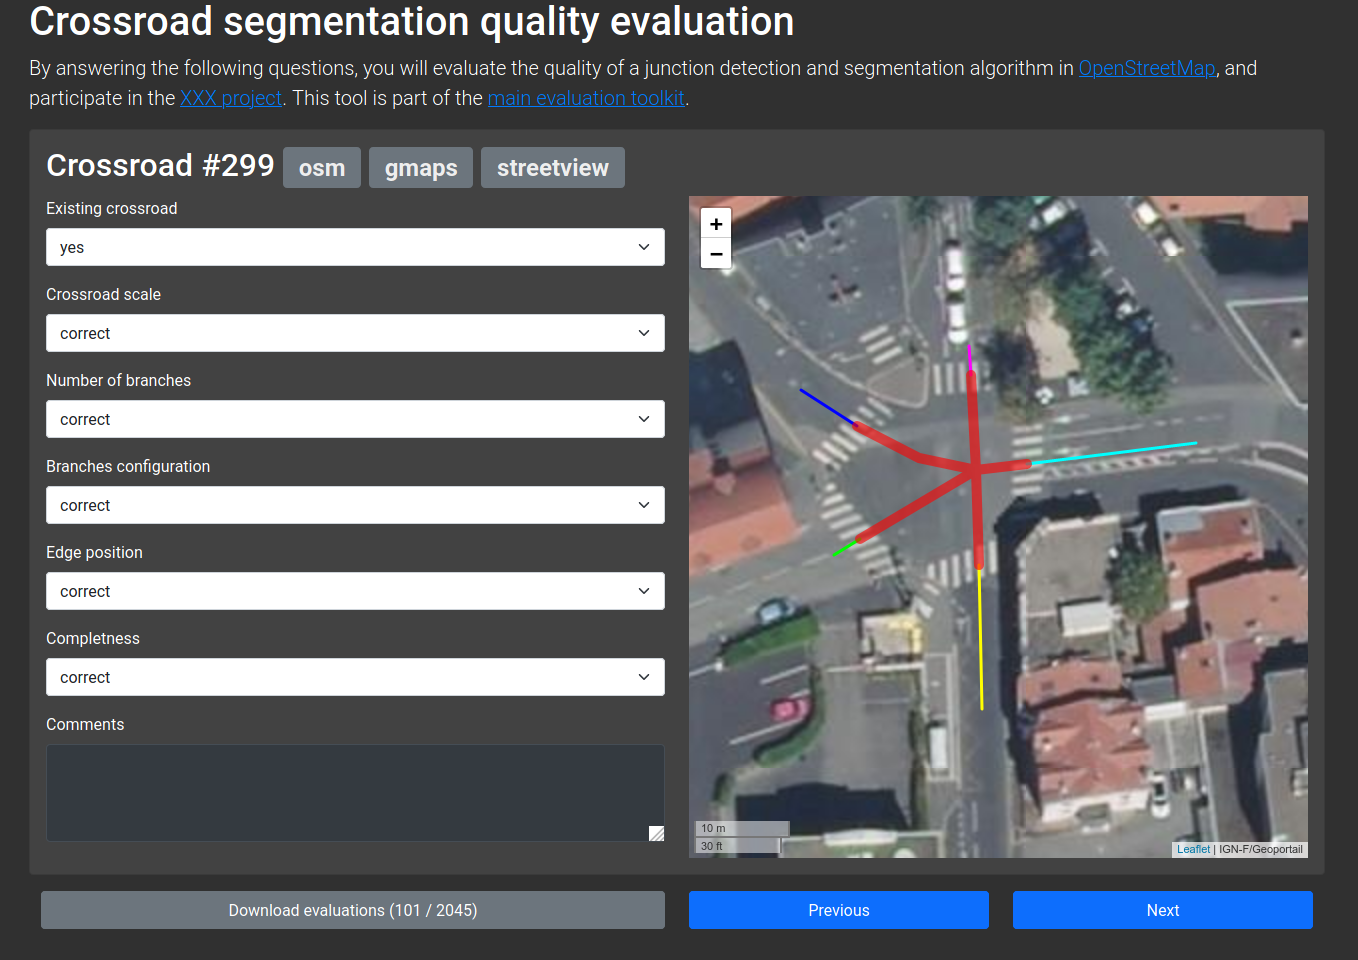 Crossroad segmentation quality evaluation
By answering the following questions, you will evaluate the quality of a junction detection and segmentation algorithm in OpenStreetMap, and
participate in the XXX project. This tool is part of the main evaluation toolkit.
Crossroad #299 osm gmaps streetview
Existing crossroad
yes
Crossroad scale
correct
Number of branches
correct
Branches configuration
correct
Edge position
correct
Completness
correct
Comments
+
−
10 m
30 ft
Leaflet | IGN-F/Geoportail
Download evaluations (101 / 2045)
Previous
Next